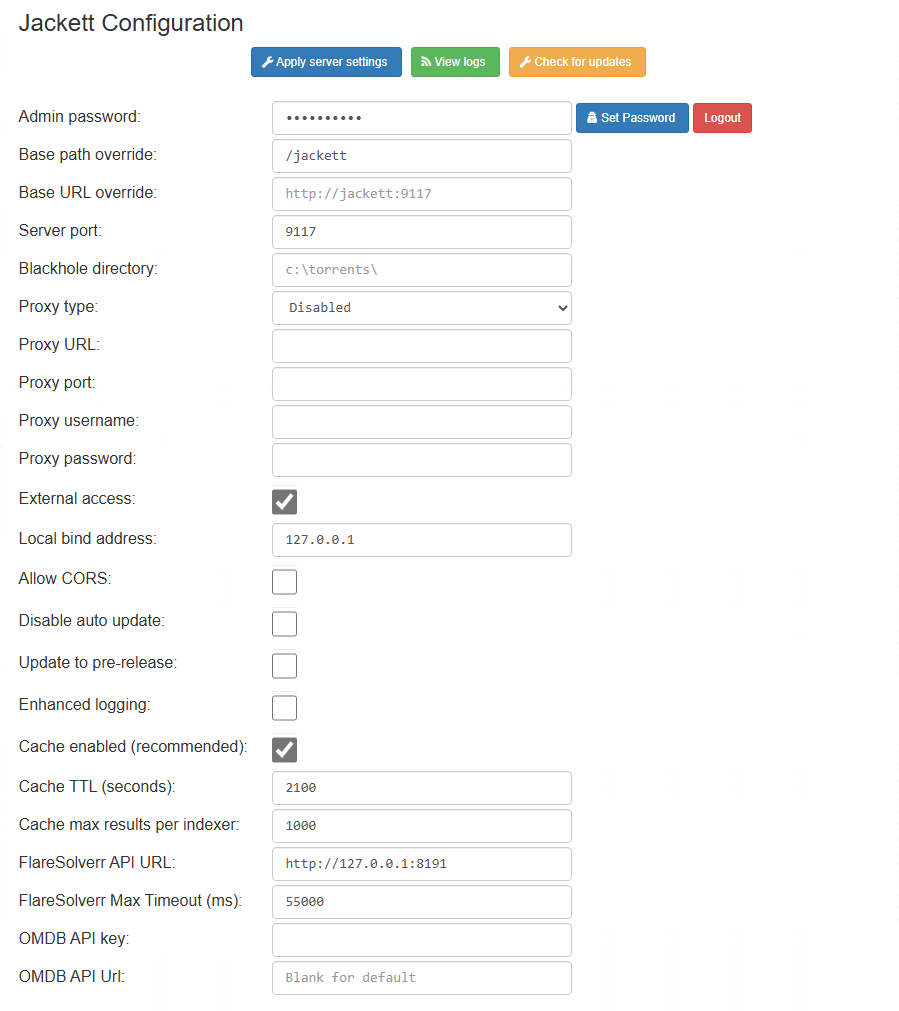 Jackett Configuration
Apply server settings View logs Check for updates
Admin password: •••••••••• Set Password Logout
Base path override: /jackett
Base URL override: http://jackett:9117
Server port: 9117
Blackhole directory: c:\torrents\
Proxy type: Disabled
Proxy URL:
Proxy port:
Proxy username:
Proxy password:
External access:
Local bind address: 127.0.0.1
Allow CORS:
Disable auto update:
Update to pre-release:
Enhanced logging:
Cache enabled (recommended):
Cache TTL (seconds): 2100
Cache max results per indexer: 1000
FlareSolverr API URL: http://127.0.0.1:8191
FlareSolverr Max Timeout (ms): 55000
OMDB API key:
OMDB API Url: Blank for default